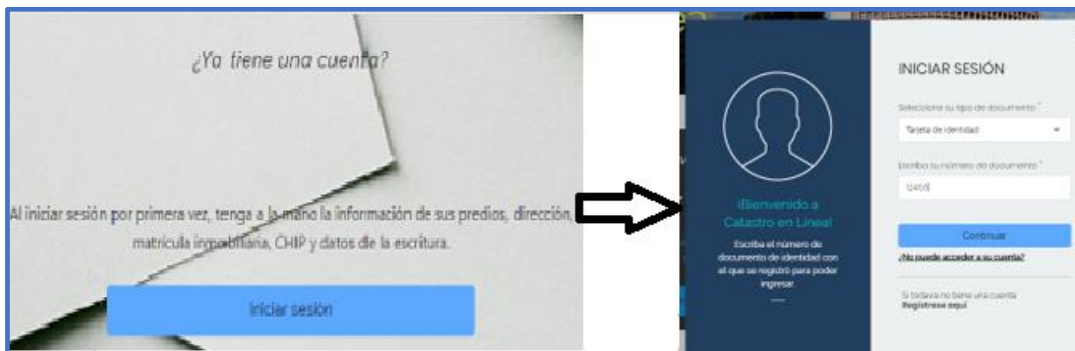 ¿Ya tiene una cuenta?
Al iniciar sesión por primera vez, tenga a la mano la información de sus predios, dirección,
matrícula inmobiliaria, CHIP y datos de la escritura.
Iniciar sesión
¡Bienvenido a
Catastro en Línea!
Escriba el número de
documento de identidad con
el que se registró para poder
ingresar.
INICIAR SESIÓN
Seleccione su tipo de documento *
Tarjeta de identidad
Escriba su número de documento *
Continuar
¿No puede acceder a su cuenta?
Si todavía no tiene una cuenta
Regístrese aquí